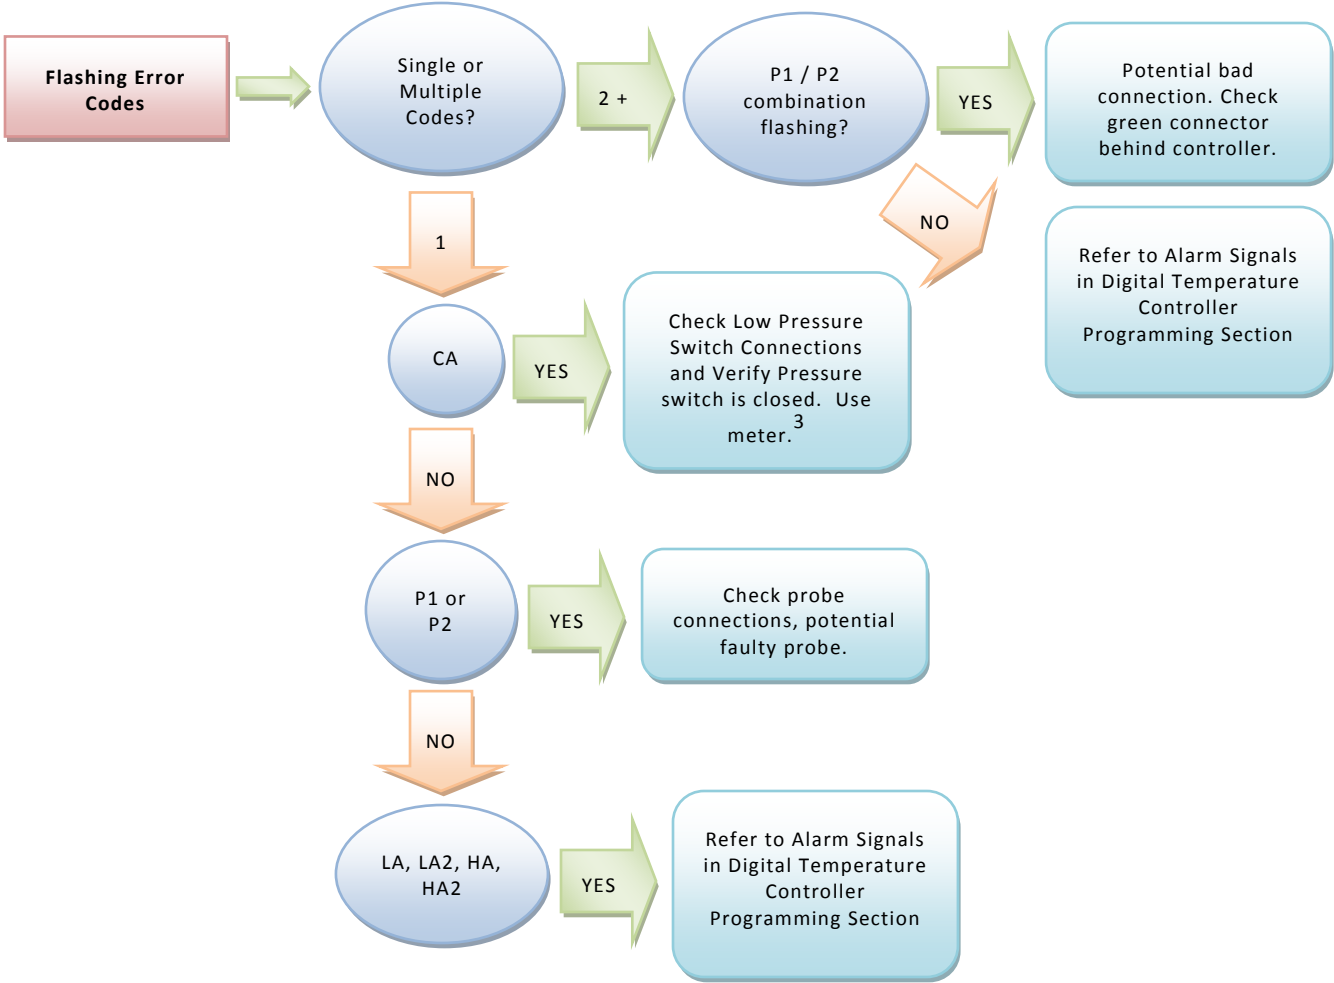 Flashing Error
Codes
Single or
Multiple
Codes?
2 +
P1 / P2
combination
flashing?
YES
Potential bad
connection. Check
green connector
behind controller.
NO
Refer to Alarm Signals
in Digital Temperature
Controller
Programming Section
1
CA
YES
Check Low Pressure
Switch Connections
and Verify Pressure
switch is closed. Use
meter.3
NO
P1 or
P2
YES
Check probe
connections, potential
faulty probe.
NO
LA, LA2, HA,
HA2
YES
Refer to Alarm Signals
in Digital Temperature
Controller
Programming Section